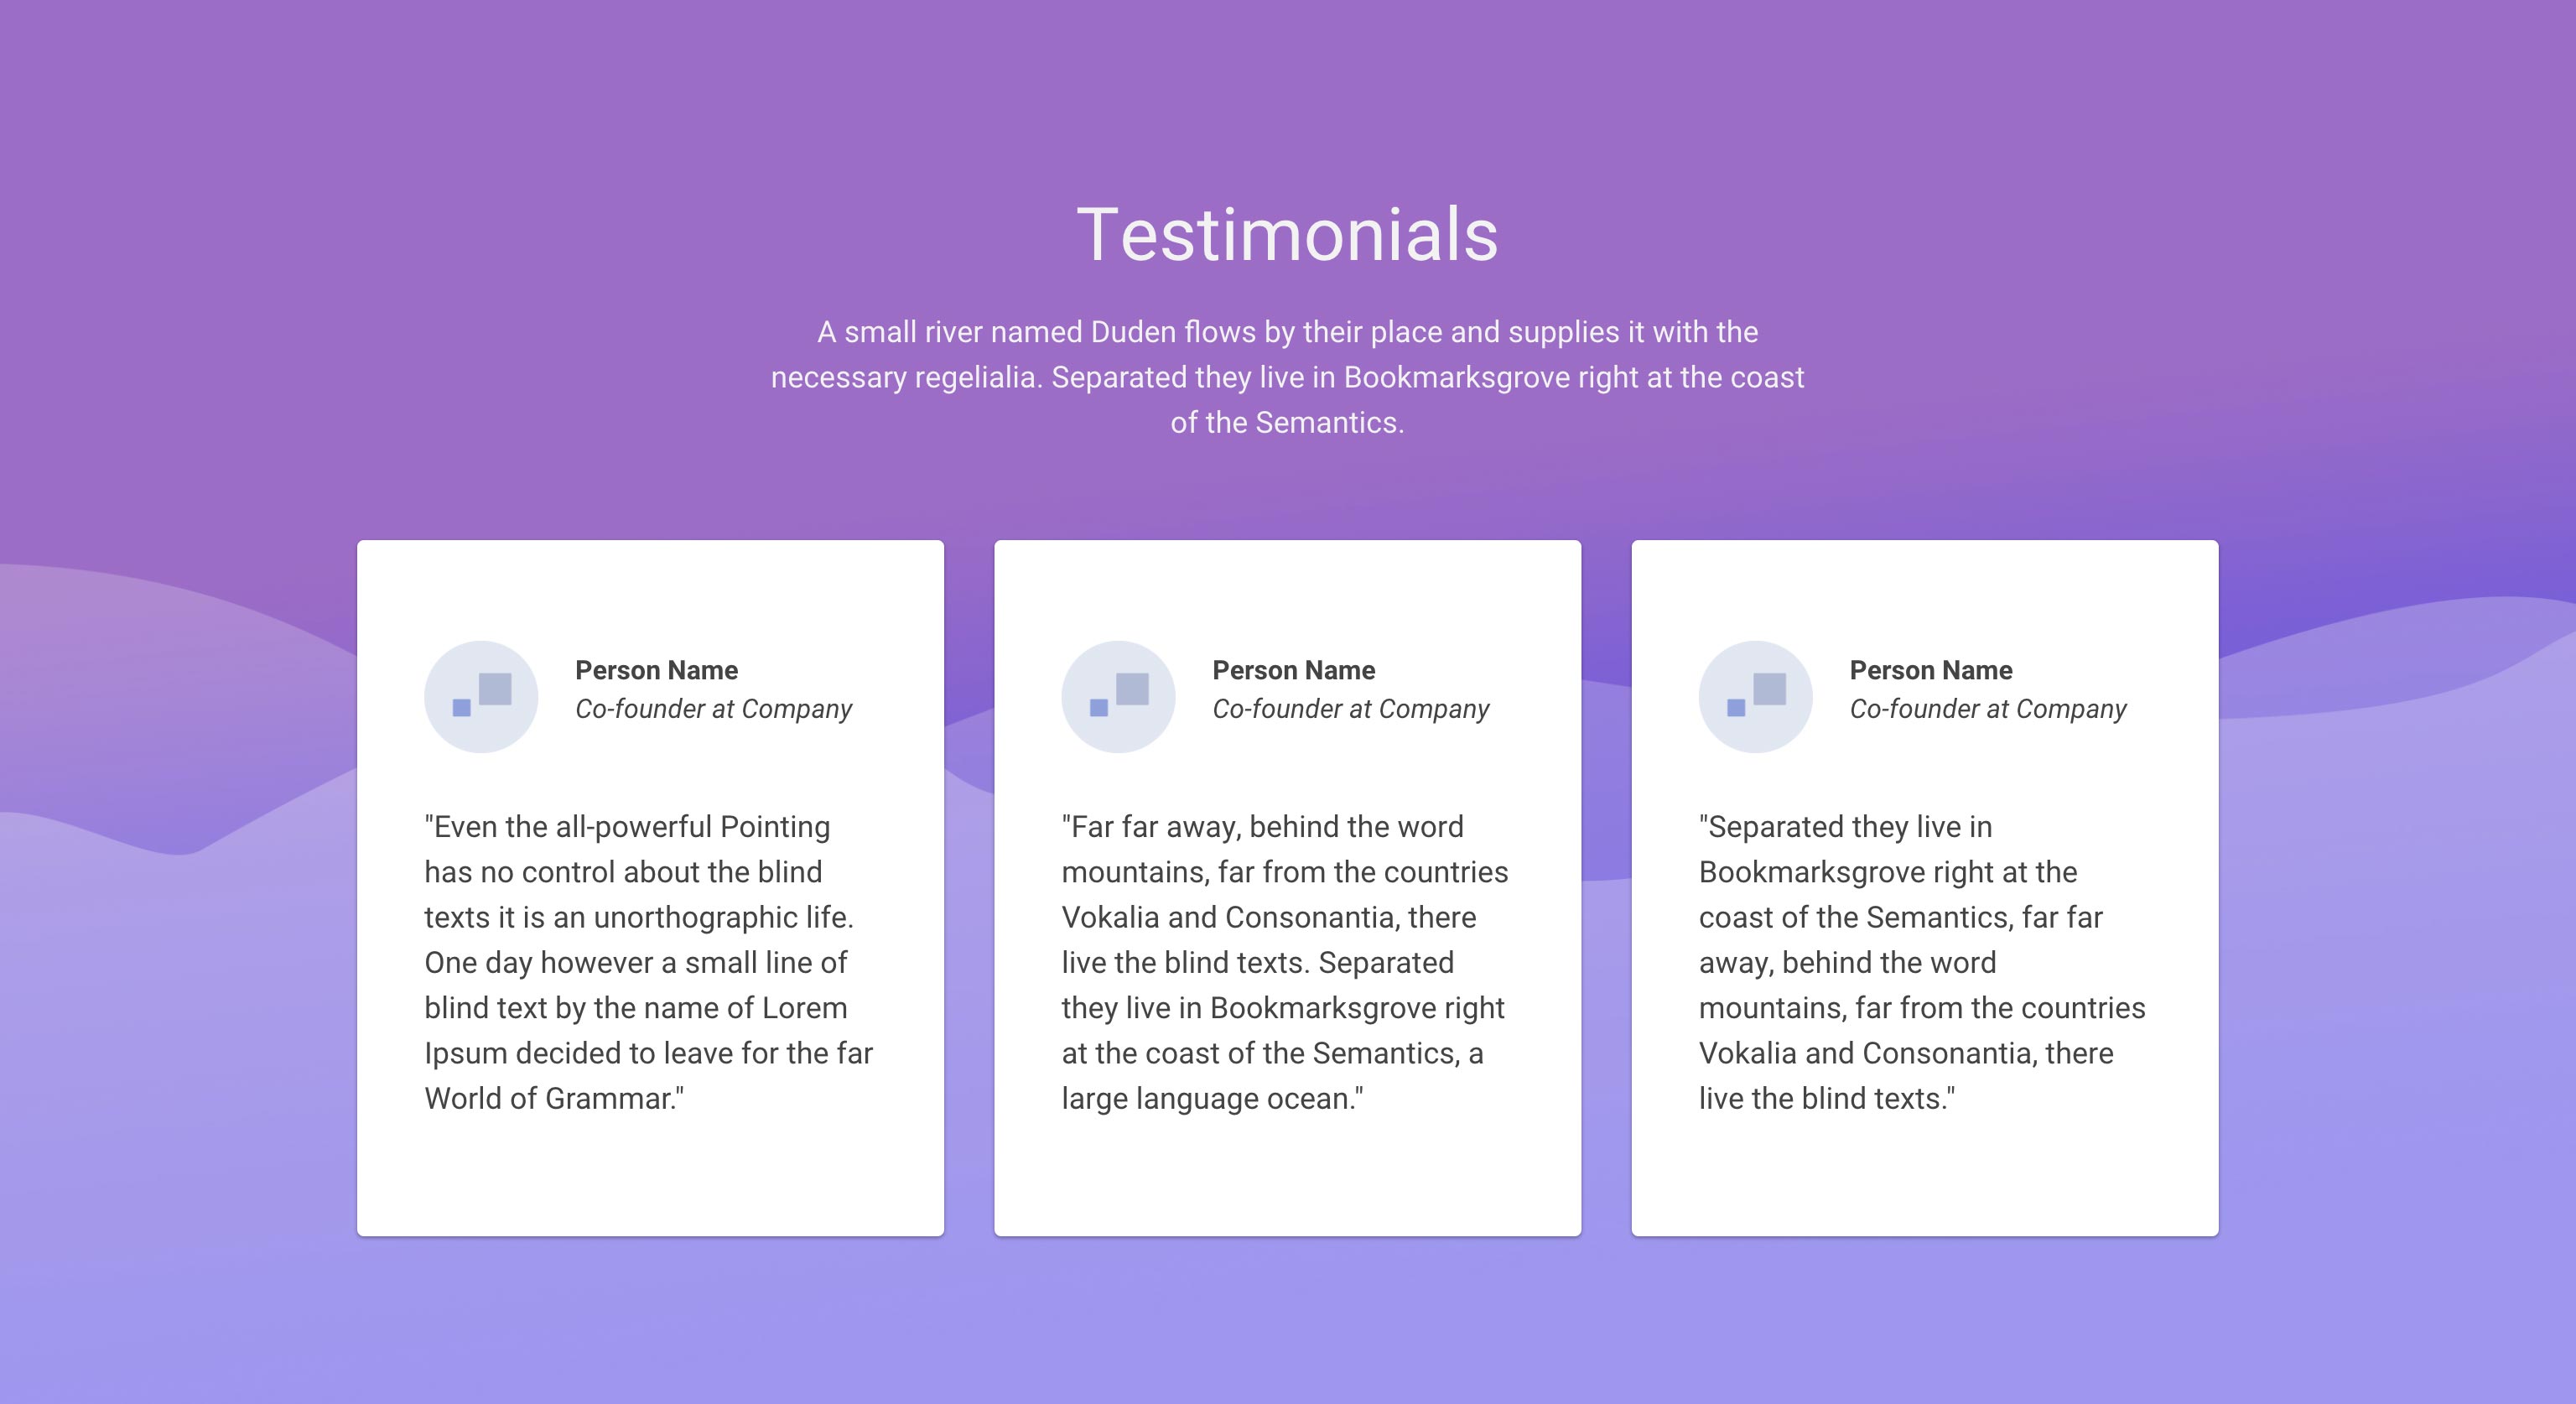 Testimonials
A small river named Duden flows by their place and supplies it with the
necessary regelialia. Separated they live in Bookmarksgrove right at the coast
of the Semantics.
Person Name
Co-founder at Company
"Even the all-powerful Pointing
has no control about the blind
texts it is an unorthographic life.
One day however a small line of
blind text by the name of Lorem
Ipsum decided to leave for the far
World of Grammar."
Person Name
Co-founder at Company
"Far far away, behind the word
mountains, far from the countries
Vokalia and Consonantia, there
live the blind texts. Separated
they live in Bookmarksgrove right
at the coast of the Semantics, a
large language ocean."
Person Name
Co-founder at Company
"Separated they live in
Bookmarksgrove right at the
coast of the Semantics, far far
away, behind the word
mountains, far from the countries
Vokalia and Consonantia, there
live the blind texts."